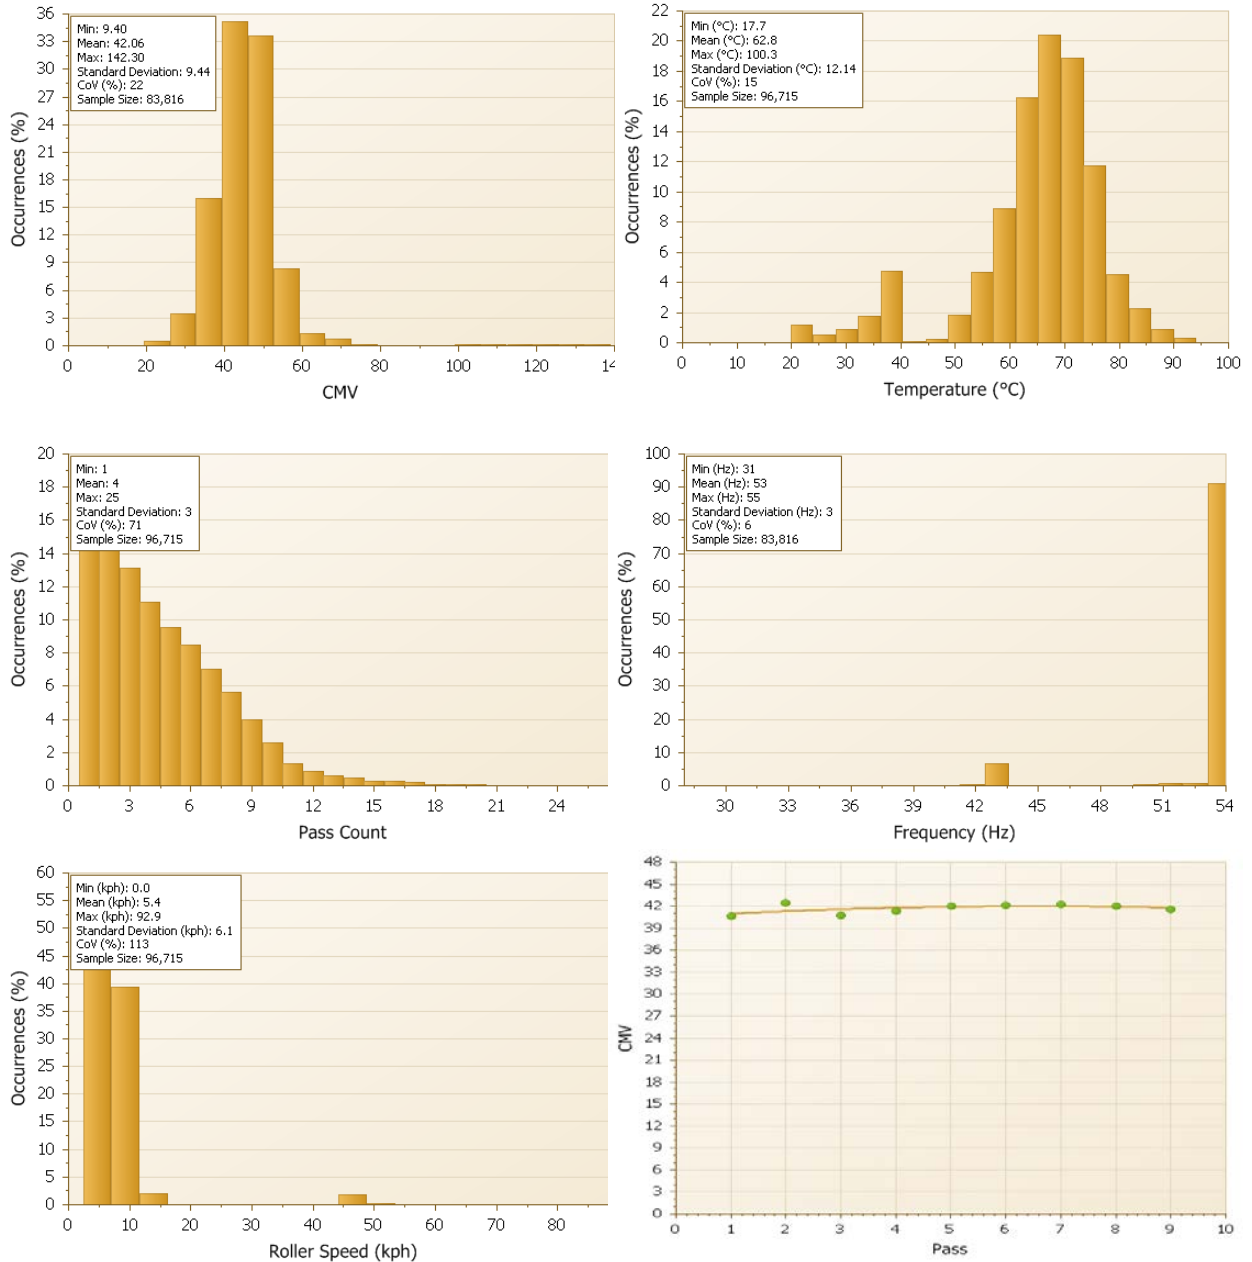 36
33
30
27
24
21
18
15
12
9
6
3
0
Occurrences (%)
Min: 9.40
Mean: 42.06
Max: 142.30
Standard Deviation: 9.44
CoV (%): 22
Sample Size: 83,816
0 20 40 60 80 100 120 14
CMV
22
20
18
16
14
12
10
8
6
4
2
0
Occurrences (%)
Min (°C): 17.7
Mean (°C): 62.8
Max (°C): 100.3
Standard Deviation (°C): 12.14
CoV (%): 15
Sample Size: 96,715
0 10 20 30 40 50 60 70 80 90 100
Temperature (°C)
20
18
16
14
12
10
8
6
4
2
0
Occurrences (%)
Min: 1
Mean: 4
Max: 25
Standard Deviation: 3
CoV (%): 71
Sample Size: 96,715
0 3 6 9 12 15 18 21 24
Pass Count
100
90
80
70
60
50
40
30
20
10
0
Occurrences (%)
Min (Hz): 31
Mean (Hz): 53
Max (Hz): 55
Standard Deviation (Hz): 3
CoV (%): 6
Sample Size: 83,816
30 33 36 39 42 45 48 51 54
Frequency (Hz)
60
55
50
45
40
35
30
25
20
15
10
5
0
Occurrences (%)
Min (kph): 0.0
Mean (kph): 5.4
Max (kph): 92.9
Standard Deviation (kph): 6.1
CoV (%): 113
Sample Size: 96,715
0 10 20 30 40 50 60 70 80
Roller Speed (kph)
48
45
42
39
36
33
30
27
24
21
18
15
12
9
6
3
0
CMV
0 1 2 3 4 5 6 7 8 9 10
Pass